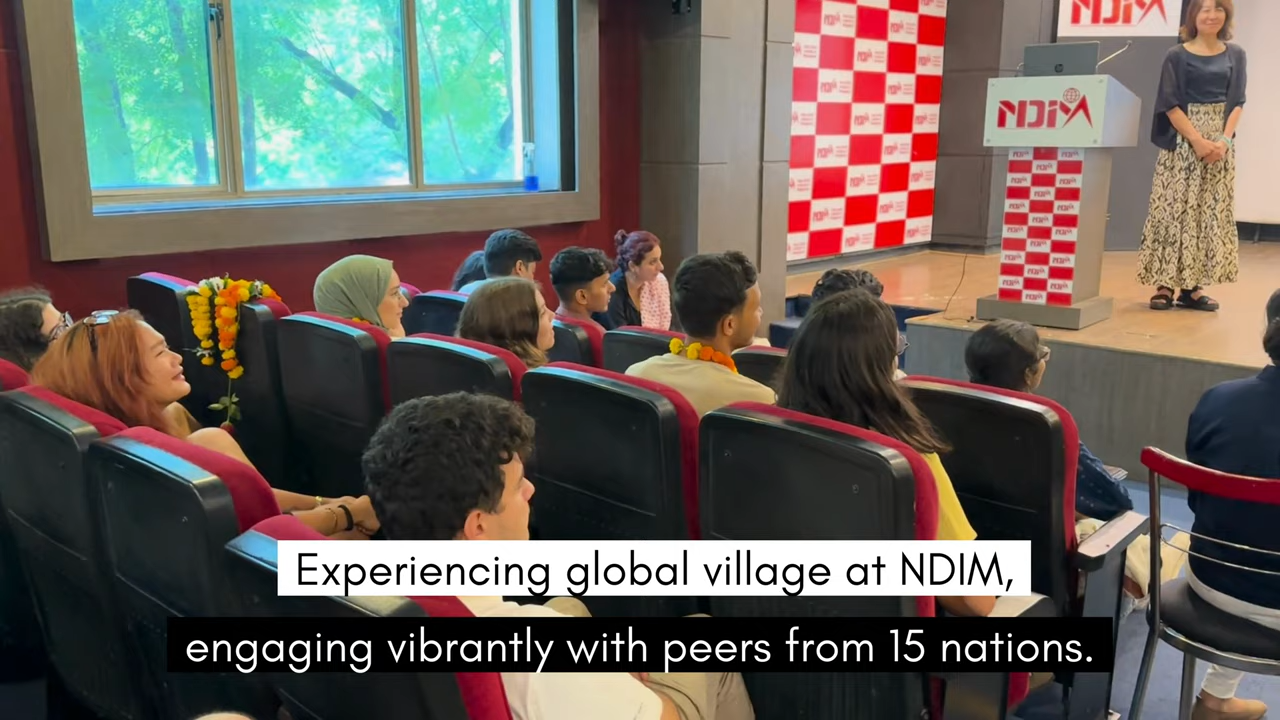 NDIM
NDIM
Experiencing global village at NDIM,
engaging vibrantly with peers from 15 nations.